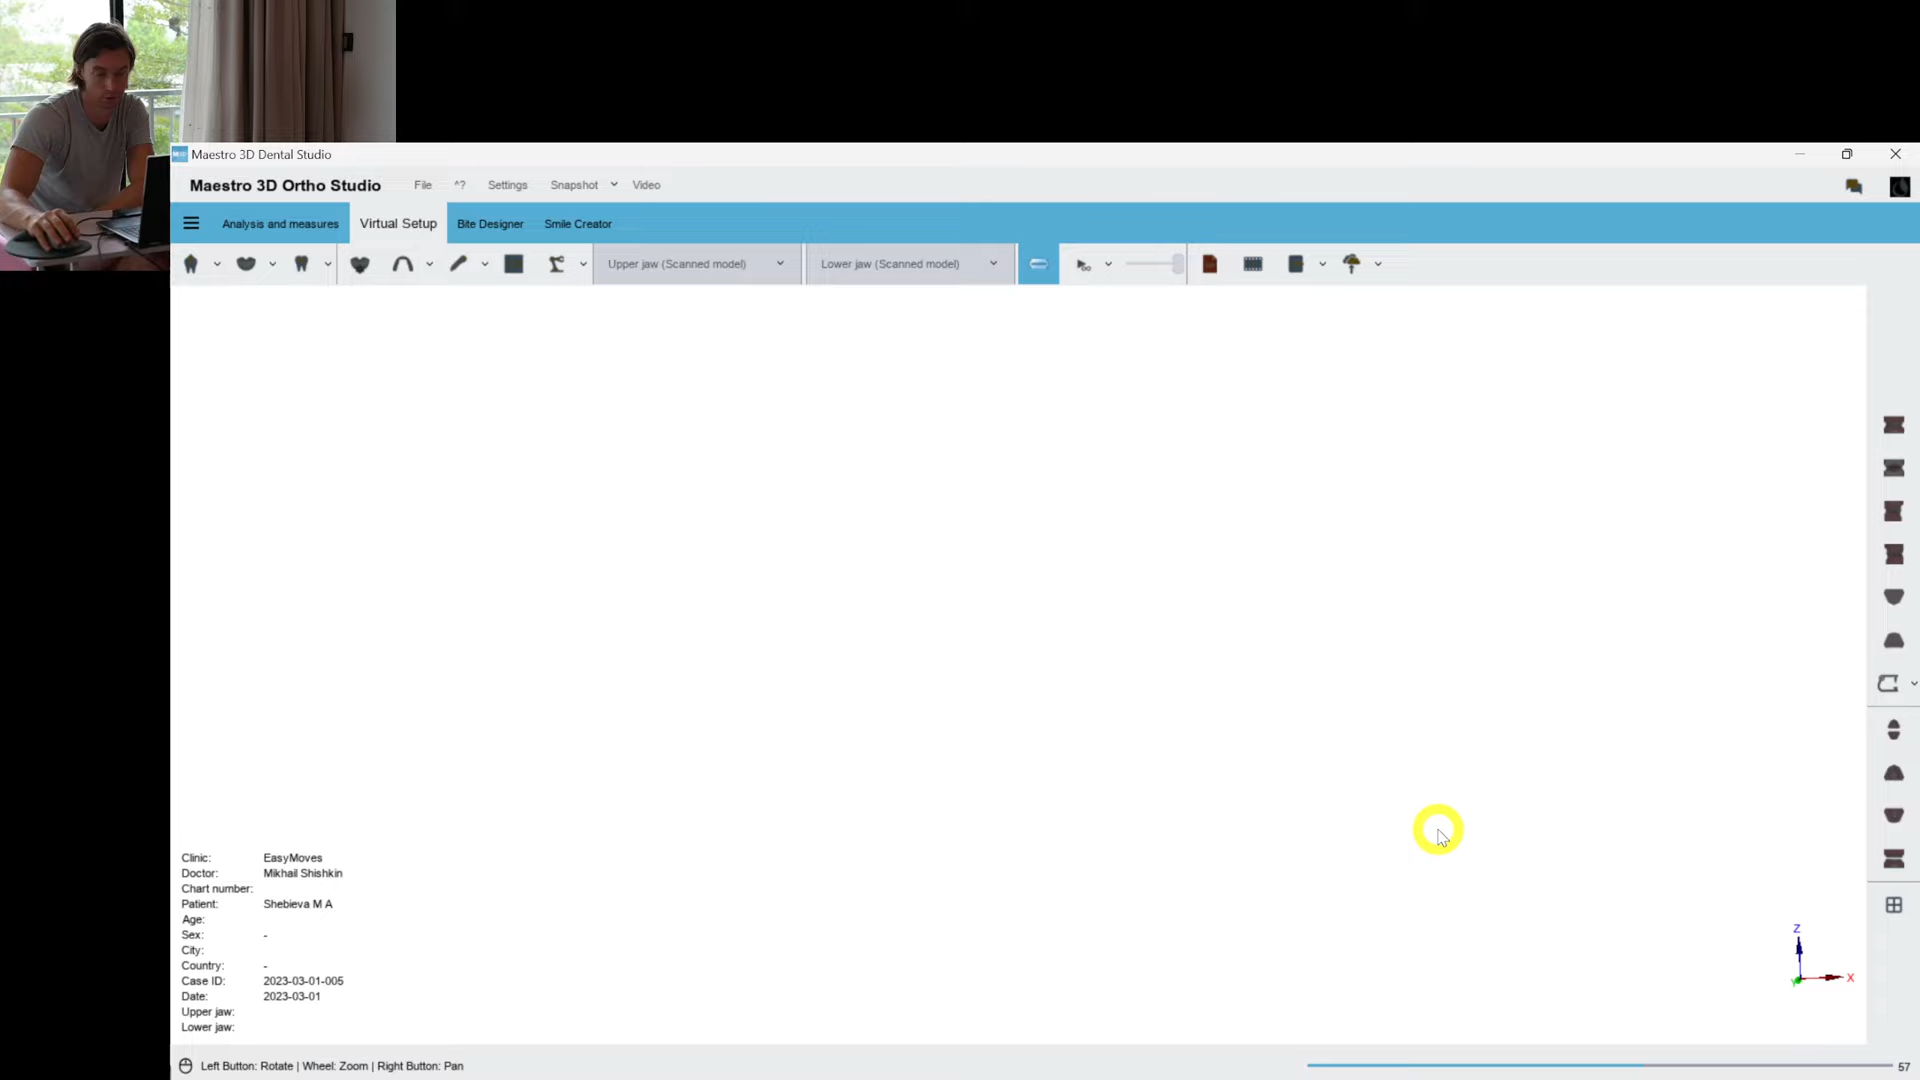 Maestro 3D Dental Studio
Maestro 3D Ortho Studio File ^? Settings Snapshot Video
Analysis and measures Virtual Setup Bite Designer Smile Creator
Upper jaw (Scanned model) Lower jaw (Scanned model)
Clinic: EasyMoves
Doctor: Mikhail Shishkin
Chart number:
Patient: Shebieva M A
Age:
Sex: -
City:
Country: -
Case ID: 2023-03-01-005
Date: 2023-03-01
Upper jaw:
Lower jaw:
Z
X
Left Button: Rotate | Wheel: Zoom | Right Button: Pan
57